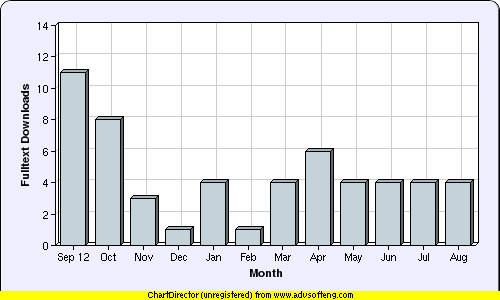 14
12
10
8
6
4
2
0
Fulltext Downloads
Sep 12 Oct Nov Dec Jan Feb Mar Apr May Jun Jul Aug
Month
ChartDirector (unregistered) from www.advsofteng.com